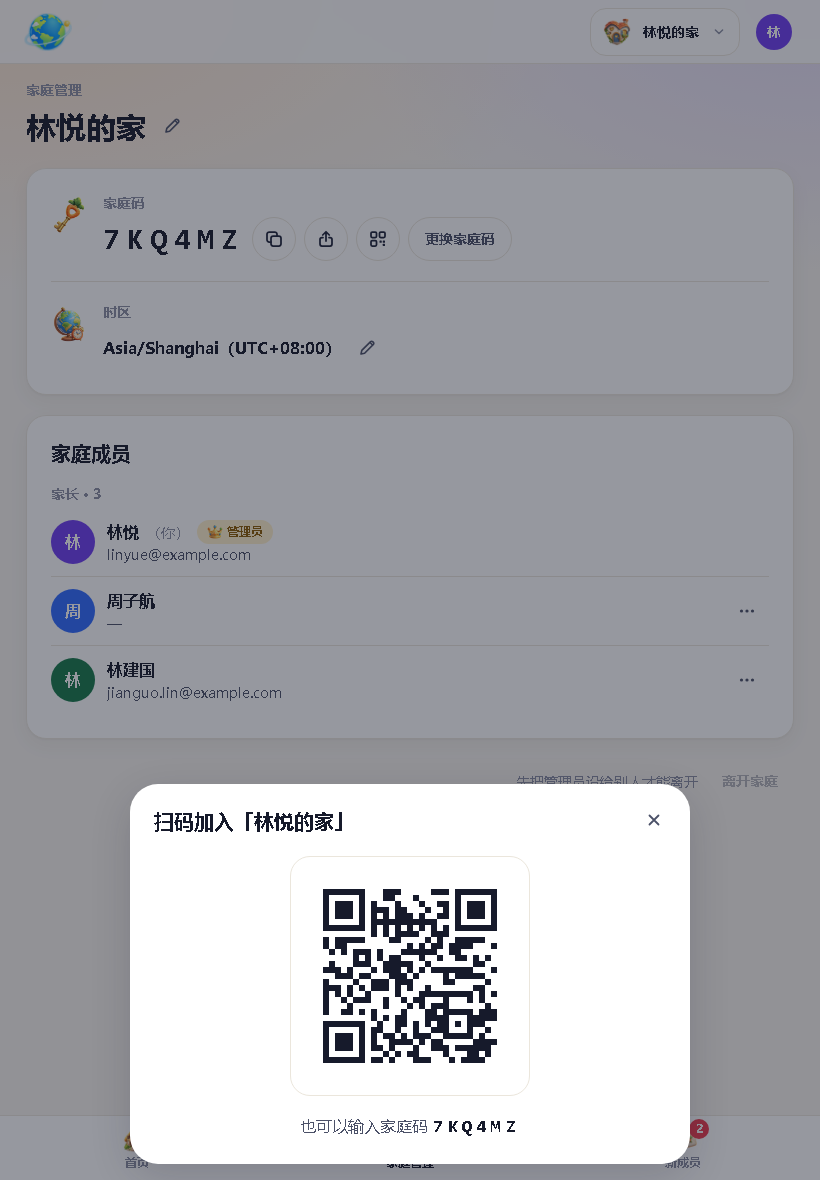 林悦的家
林
家庭管理
林悦的家
家庭码
7KQ4MZ
更换家庭码
时区
Asia/Shanghai (UTC+08:00)
家庭成员
家长 • 3
林
林悦 (你) 管理员
linyue@example.com
周
周子航
—
林
林建国
jianguo.lin@example.com
先把管理员设给别人才能离开 离开家庭
扫码加入「林悦的家」
也可以输入家庭码 7KQ4MZ
2
首页 家庭管理 新成员